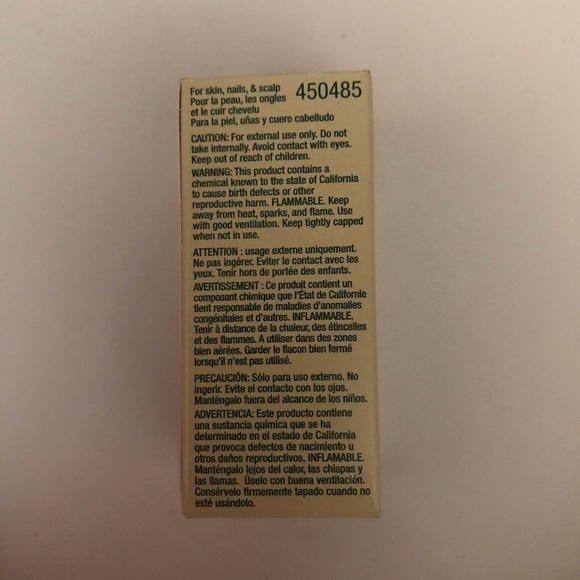 For skin, nails, & scalp 450485
Pour la peau, les ongles
et le cuir chevelu
Para la piel, uñas y cuero cabelludo
CAUTION: For external use only. Do not
take internally. Avoid contact with eyes.
Keep out of reach of children.
WARNING: This product contains a
chemical known to the state of California
to cause birth defects or other
reproductive harm. FLAMMABLE. Keep
away from heat, sparks, and flame. Use
with good ventilation. Keep tightly capped
when not in use.
ATTENTION : usage externe uniquement.
Ne pas ingérer. Eviter le contact avec les
yeux. Tenir hors de portée des enfants.
AVERTISSEMENT : Ce produit contient un
composant chimique que l'État de Californie
tient responsable de maladies d'anomalies
congénitales et d'autres. INFLAMMABLE.
Tenir à distance de la chaleur, des étincelles
et des flammes. A utiliser dans des zones
bien aérées. Garder le flacon bien fermé
lorsqu'il n'est pas utilisé.
PRECAUCIÓN: Sólo para uso externo. No
ingerir. Evite el contacto con los ojos.
Manténgalo fuera del alcance de los niños.
ADVERTENCIA: Este producto contiene
una sustancia química que se ha
determinado en el estado de California
que provoca defectos de nacimiento u
otros daños reproductivos. INFLAMABLE.
Manténgalo lejos del calor, las chispas y
las llamas. Úselo con buena ventilación.
Consérvelo firmemente tapado cuando no
esté usándolo.